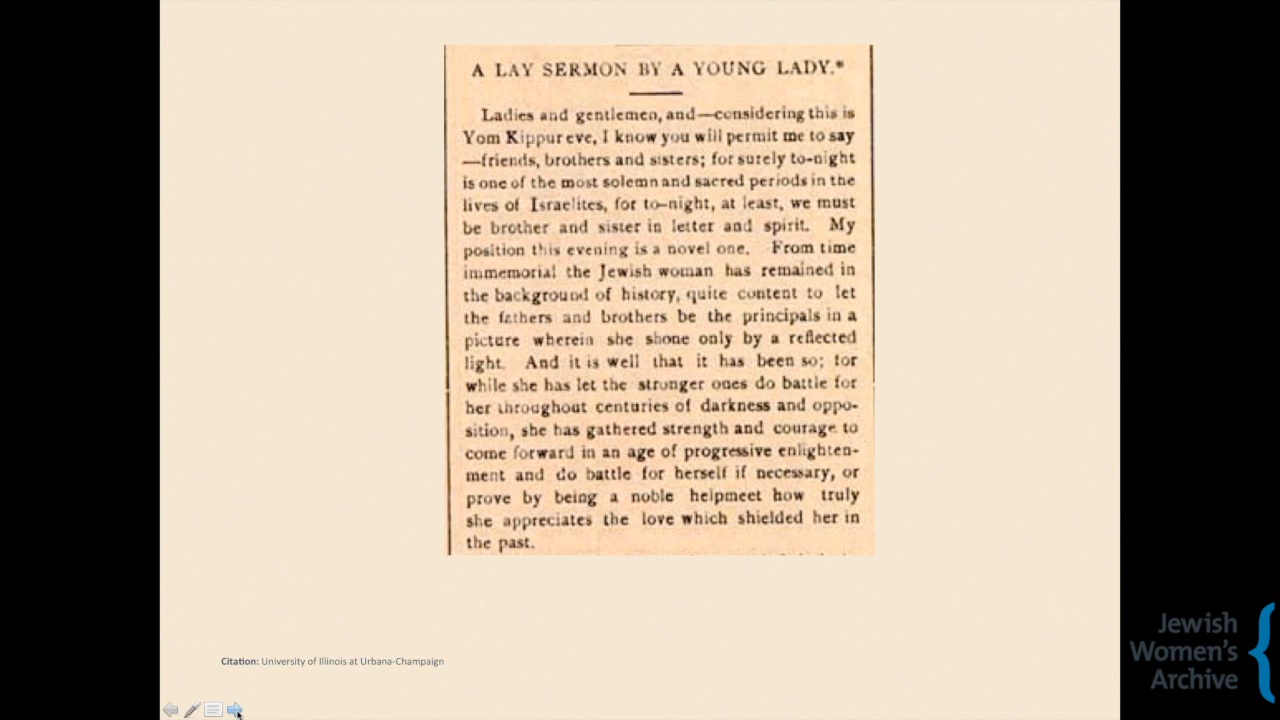 A LAY SERMON BY A YOUNG LADY.*
Ladies and gentlemen, and—considering this is
Yom Kippur eve, I know you will permit me to say
—friends, brothers and sisters; for surely to-night
is one of the most solemn and sacred periods in the
lives of Israelites, for to-night, at least, we must
be brother and sister in letter and spirit. My
position this evening is a novel one. From time
immemorial the Jewish woman has remained in
the background of history, quite content to let
the fathers and brothers be the principals in a
picture wherein she shone only by a reflected
light. And it is well that it has been so; for
while she has let the stronger ones do battle for
her throughout centuries of darkness and oppo-
sition, she has gathered strength and courage to
come forward in an age of progressive enlighten-
ment and do battle for herself if necessary, or
prove by being a noble helpmeet how truly
she appreciates the love which shielded her in
the past.
Citation: University of Illinois at Urbana-Champaign
Jewish
Women's
Archive